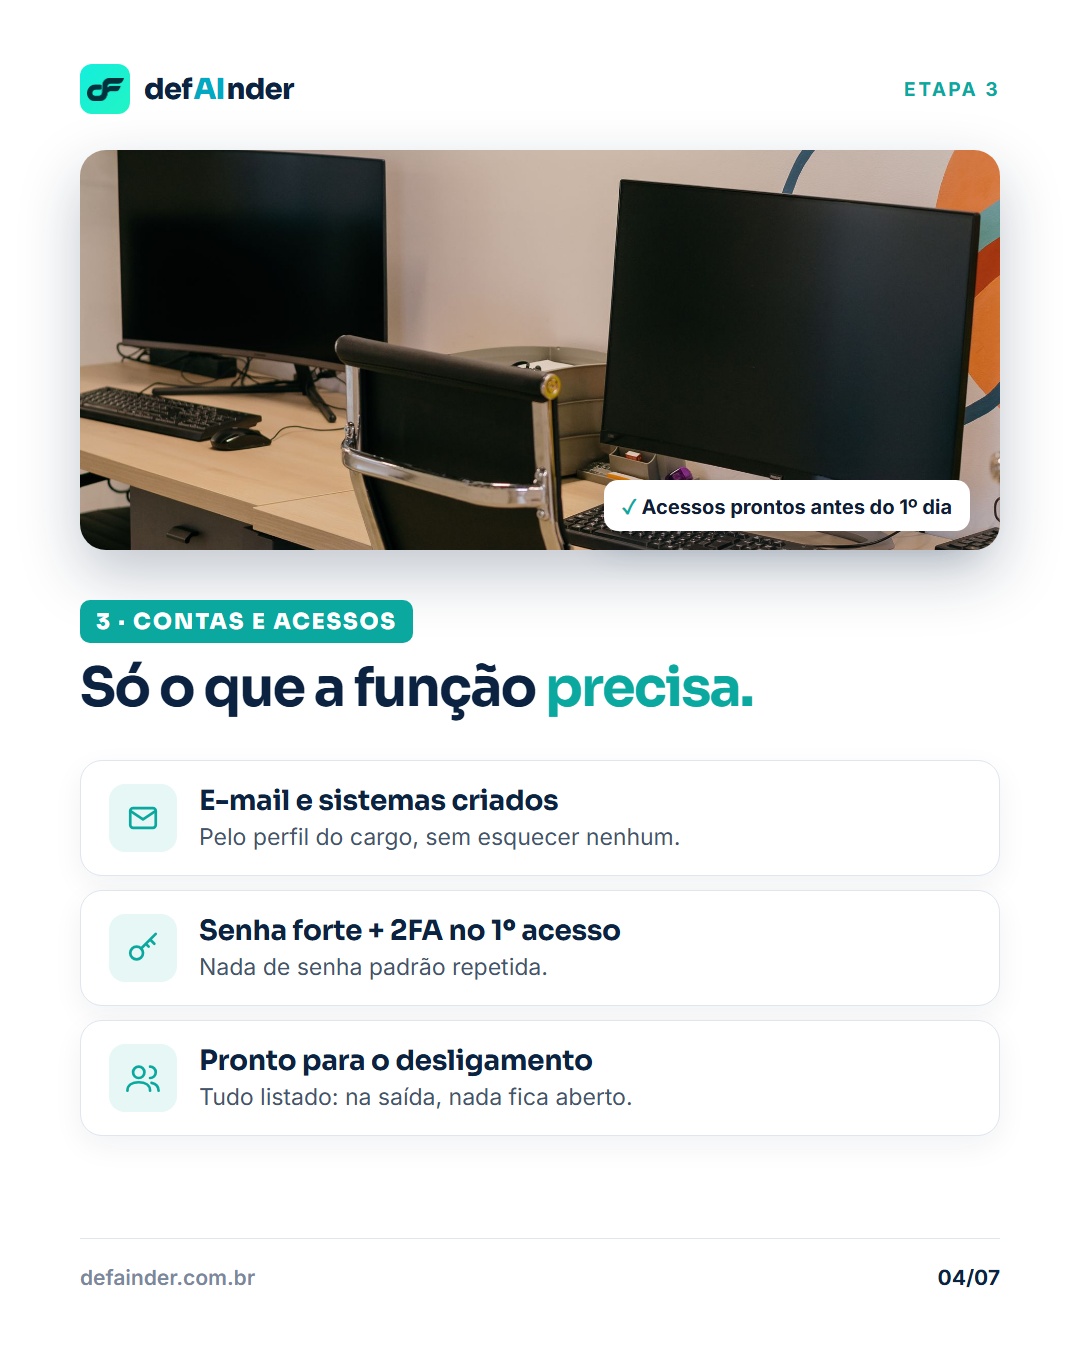 defAInder
ETAPA 3
✓ Acessos prontos antes do 1º dia
3 · CONTAS E ACESSOS
Só o que a função precisa.
E-mail e sistemas criados
Pelo perfil do cargo, sem esquecer nenhum.
Senha forte + 2FA no 1º acesso
Nada de senha padrão repetida.
Pronto para o desligamento
Tudo listado: na saída, nada fica aberto.
defainder.com.br
04/07